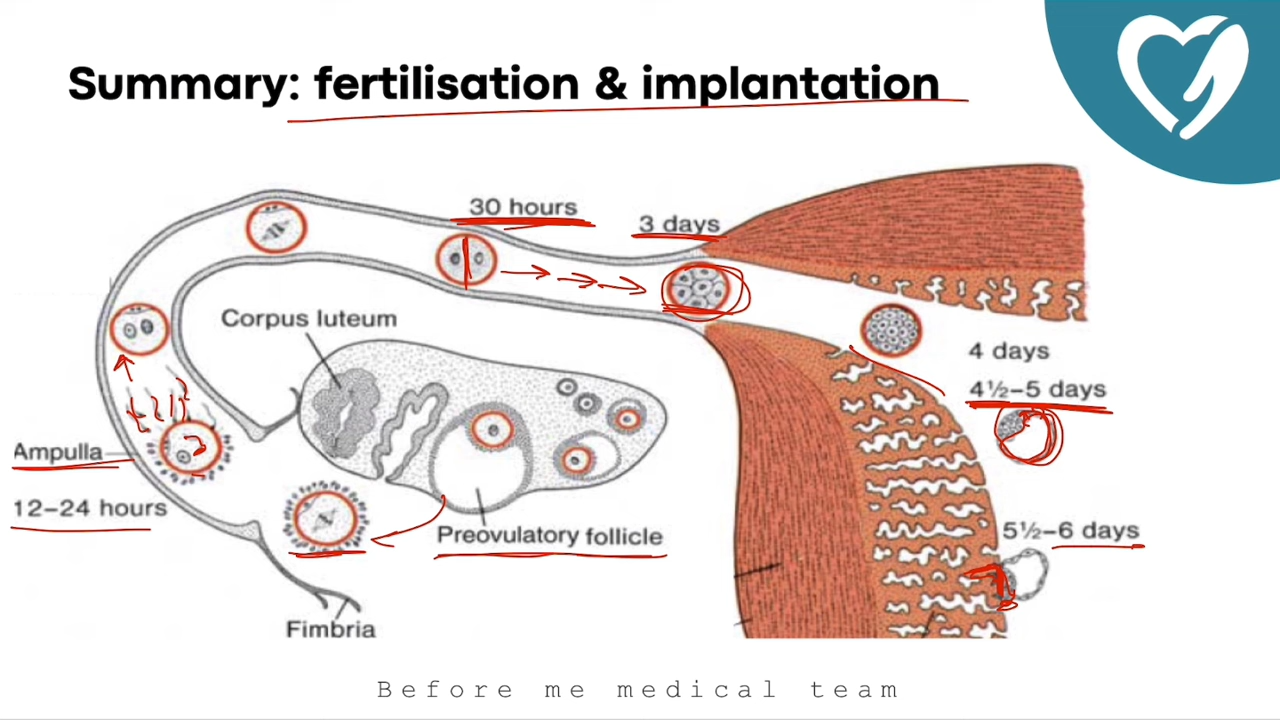 Summary: fertilisation & implantation
30 hours
3 days
Corpus luteum
4 days
4½–5 days
Ampulla
12–24 hours
Preovulatory follicle
5½–6 days
Fimbria
Before me medical team